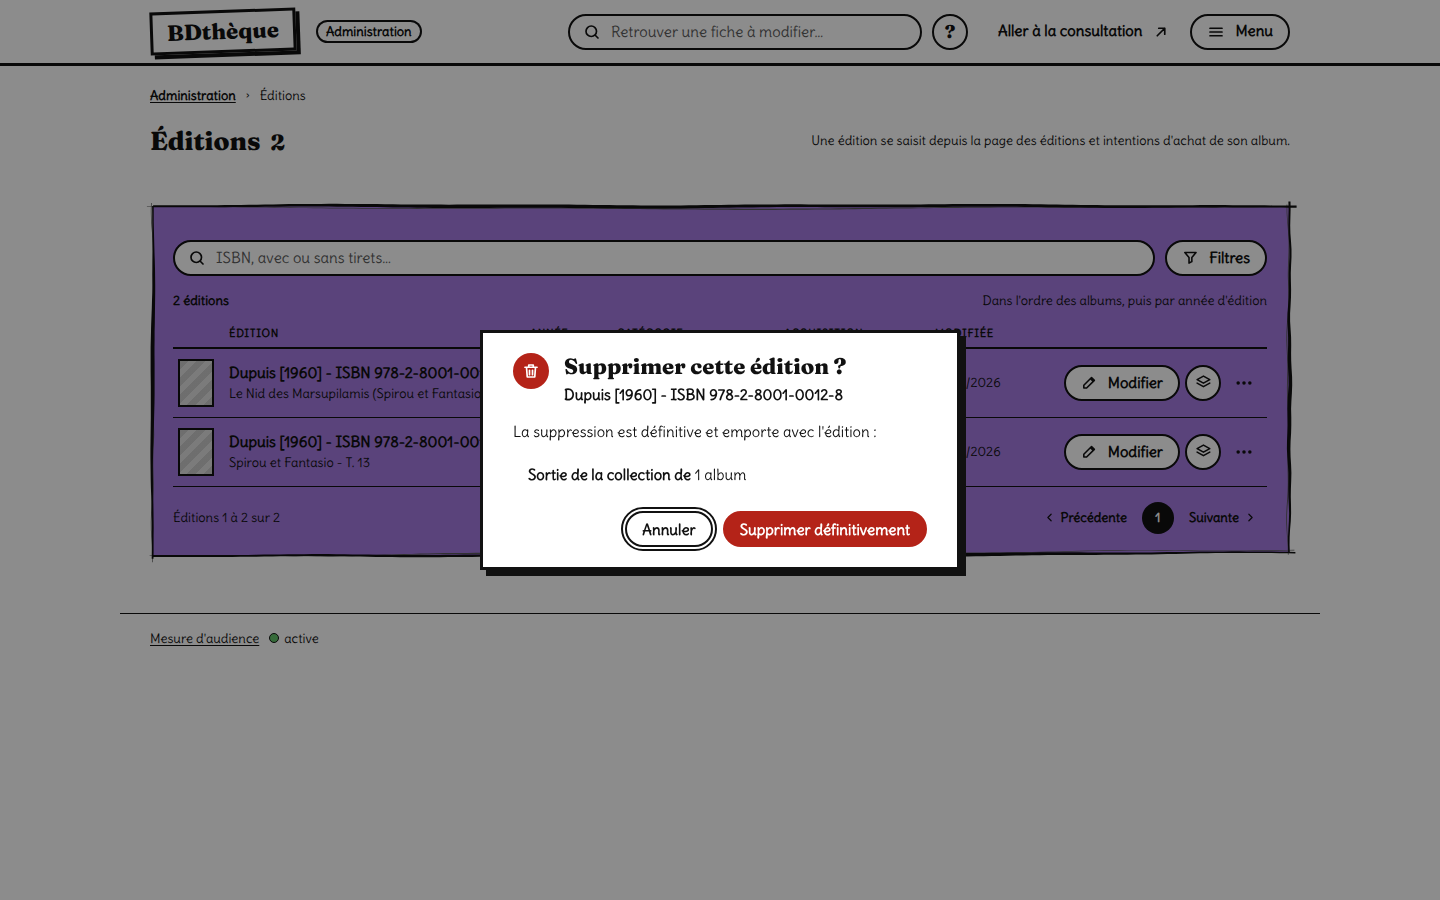 BDthèque
Administration
Retrouver une fiche à modifier...
?
Aller à la consultation
Menu
Administration › Éditions
Éditions 2
Une édition se saisit depuis la page des éditions et intentions d'achat de son album.
ISBN, avec ou sans tirets...
Filtres
2 éditions
Dans l'ordre des albums, puis par année d'édition
ÉDITION
Dupuis [1960] - ISBN 978-2-8001-00
Le Nid des Marsupilamis (Spirou et Fantasio
/2026
Modifier
Dupuis [1960] - ISBN 978-2-8001-00
Spirou et Fantasio - T. 13
/2026
Modifier
Éditions 1 à 2 sur 2
Précédente
1
Suivante
Supprimer cette édition ?
Dupuis [1960] - ISBN 978-2-8001-0012-8
La suppression est définitive et emporte avec l'édition :
Sortie de la collection de 1 album
Annuler
Supprimer définitivement
Mesure d'audience
active